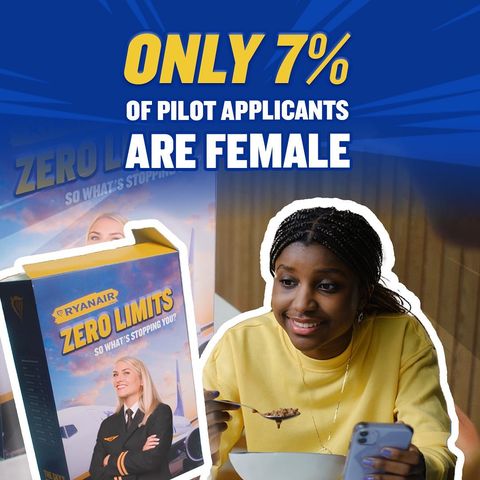 ONLY 7%
OF PILOT APPLICANTS
ARE FEMALE
ZERO L
SO WHAT'S STOPPING
RYANAIR
ZERO LIMITS
SO WHAT'S STOPPING YOU?